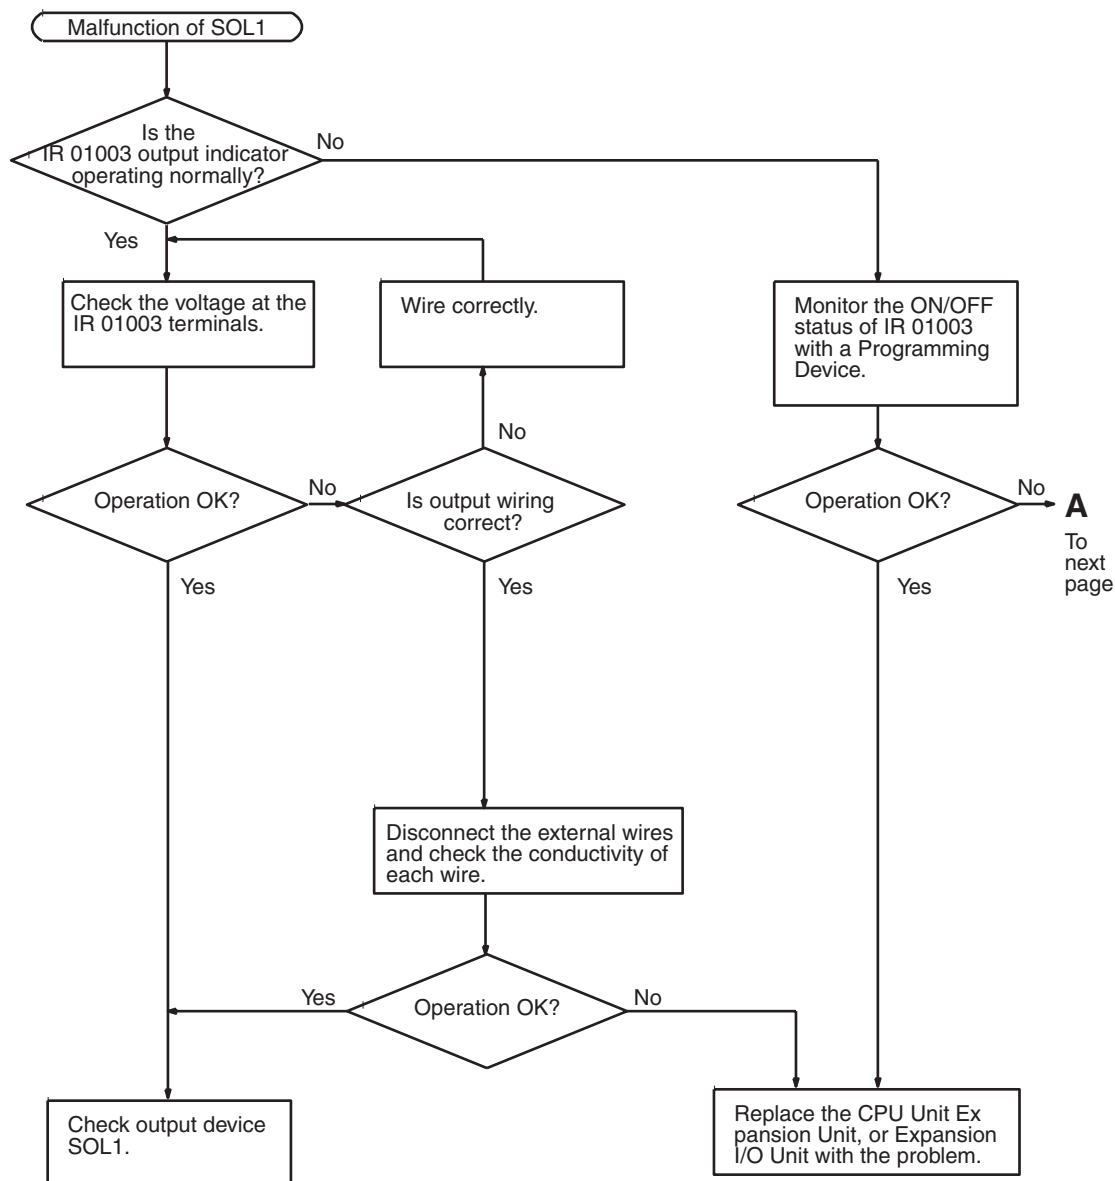 Malfunction of SOL1
Is the
IR 01003 output indicator
operating normally?
No
Yes
Check the voltage at the
IR 01003 terminals.
Wire correctly.
Monitor the ON/OFF
status of IR 01003
with a Programming
Device.
No
Operation OK?
No
Is output wiring
correct?
Operation OK?
No
A
To
next
page
Yes
Yes
Yes
Disconnect the external wires
and check the conductivity of
each wire.
Yes
Operation OK?
No
Check output device
SOL1.
Replace the CPU Unit Ex
pansion Unit, or Expansion
I/O Unit with the problem.